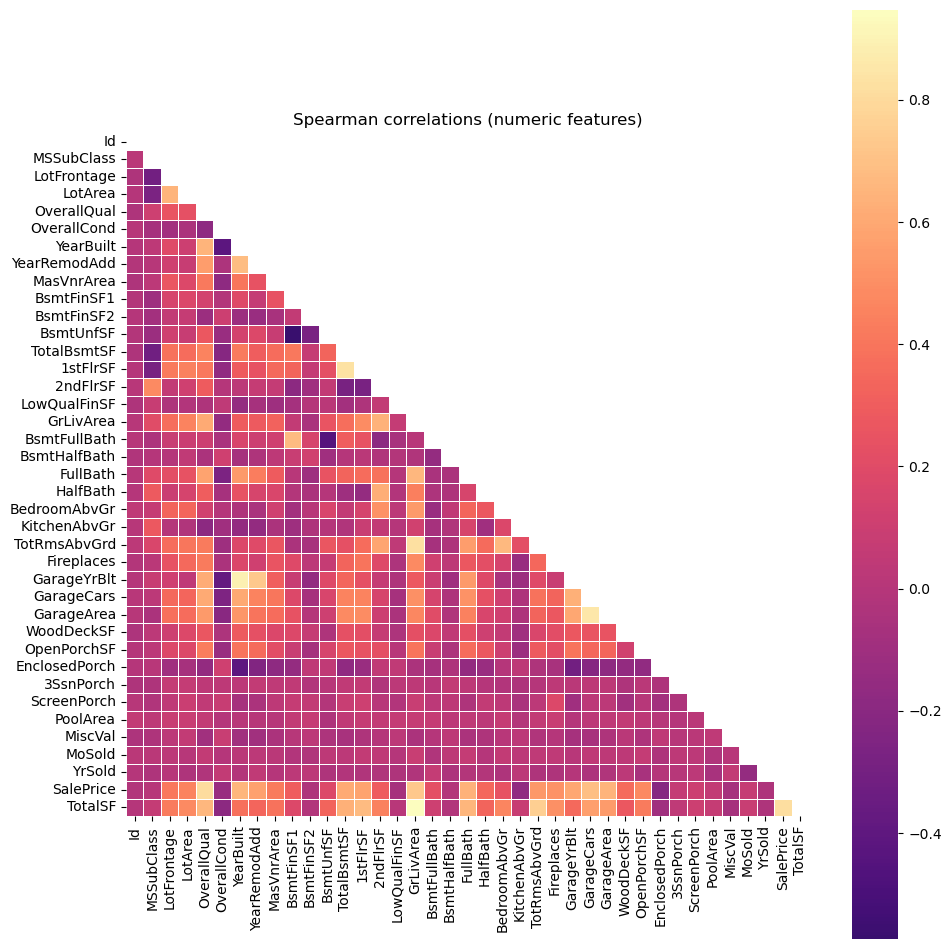 Spearman correlations (numeric features)
Id
MSSubClass
LotFrontage
LotArea
OverallQual
OverallCond
YearBuilt
YearRemodAdd
MasVnrArea
BsmtFinSF1
BsmtFinSF2
BsmtUnfSF
TotalBsmtSF
1stFlrSF
2ndFlrSF
LowQualFinSF
GrLivArea
BsmtFullBath
BsmtHalfBath
FullBath
HalfBath
BedroomAbvGr
KitchenAbvGr
TotRmsAbvGrd
Fireplaces
GarageYrBlt
GarageCars
GarageArea
WoodDeckSF
OpenPorchSF
EnclosedPorch
3SsnPorch
ScreenPorch
PoolArea
MiscVal
MoSold
YrSold
SalePrice
TotalSF
Id
MSSubClass
LotFrontage
LotArea
OverallQual
OverallCond
YearBuilt
YearRemodAdd
MasVnrArea
BsmtFinSF1
BsmtFinSF2
BsmtUnfSF
TotalBsmtSF
1stFlrSF
2ndFlrSF
LowQualFinSF
GrLivArea
BsmtFullBath
BsmtHalfBath
FullBath
HalfBath
BedroomAbvGr
KitchenAbvGr
TotRmsAbvGrd
Fireplaces
GarageYrBlt
GarageCars
GarageArea
WoodDeckSF
OpenPorchSF
EnclosedPorch
3SsnPorch
ScreenPorch
PoolArea
MiscVal
MoSold
YrSold
SalePrice
TotalSF
0.8
0.6
0.4
0.2
0.0
−0.2
−0.4